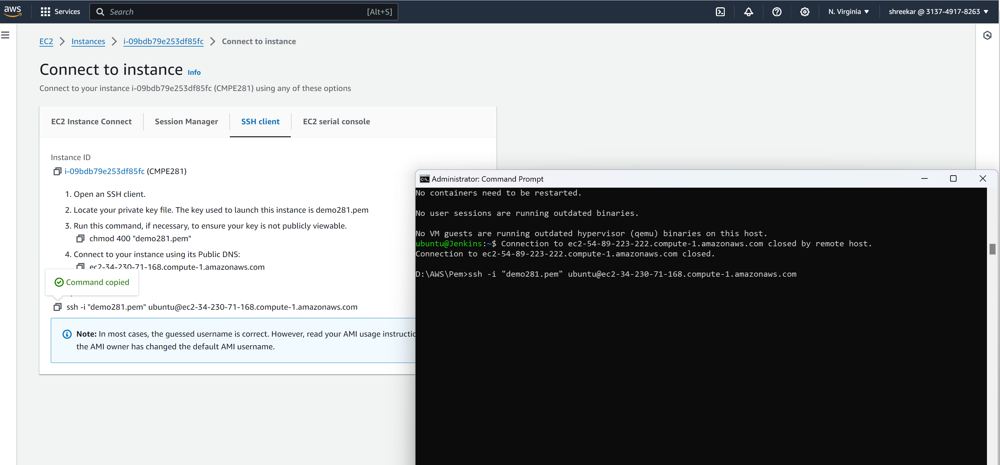 aws Services Search [Alt+S] N. Virginia shreekar @ 3137-4917-8263
EC2 Instances i-09bdb79e253df85fc Connect to instance
Connect to instance Info
Connect to your instance i-09bdb79e253df85fc (CMPE281) using any of these options
EC2 Instance Connect Session Manager SSH client EC2 serial console
Instance ID
i-09bdb79e253df85fc (CMPE281)
1. Open an SSH client.
2. Locate your private key file. The key used to launch this instance is demo281.pem
3. Run this command, if necessary, to ensure your key is not publicly viewable.
chmod 400 "demo281.pem"
4. Connect to your instance using its Public DNS:
ec2-34-230-71-168.compute-1.amazonaws.com
Command copied
ssh -i "demo281.pem" ubuntu@ec2-34-230-71-168.compute-1.amazonaws.com
Note: In most cases, the guessed username is correct. However, read your AMI usage
the AMI owner has changed the default AMI username.
Administrator: Command Prompt
No containers need to be restarted.
No user sessions are running outdated binaries.
No VM guests are running outdated hypervisor (qemu) binaries on this host.
ubuntu@Jenkins:~$ Connection to ec2-54-89-223-222.compute-1.amazonaws.com closed by remote host.
Connection to ec2-54-89-223-222.compute-1.amazonaws.com closed.
D:\AWS\Pem>ssh -i "demo281.pem" ubuntu@ec2-34-230-71-168.compute-1.amazonaws.com